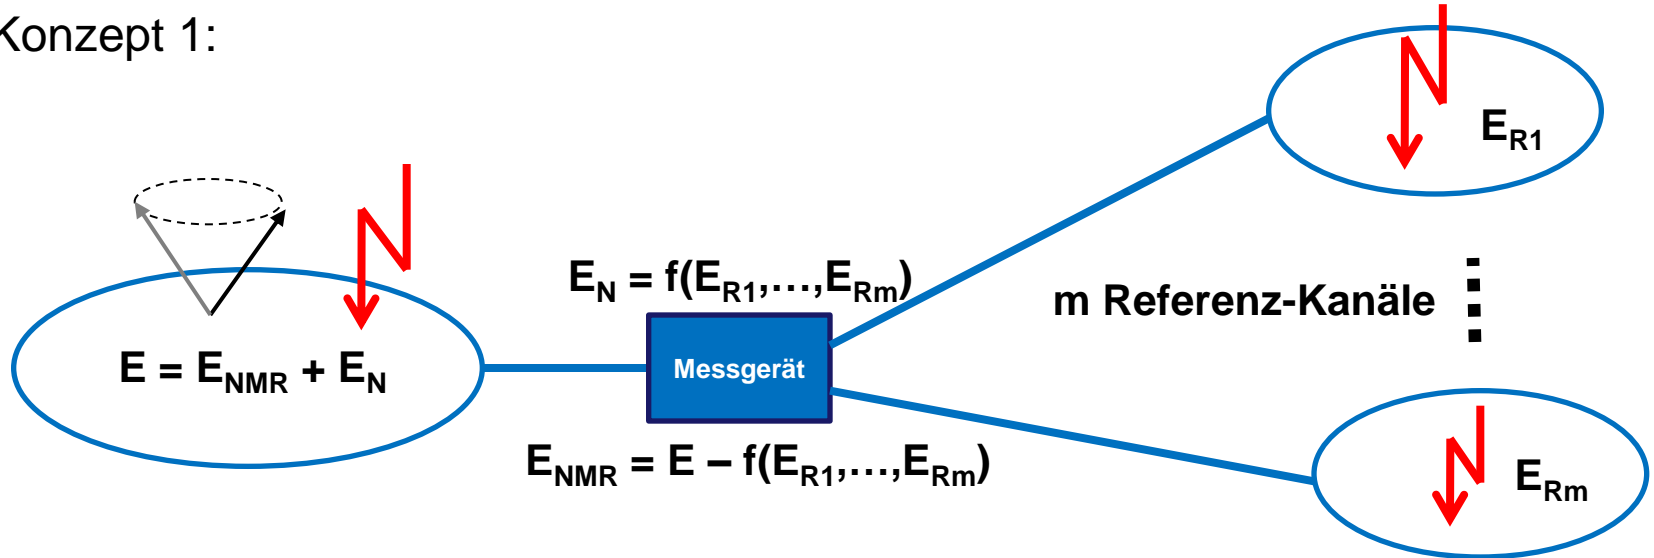 Konzept 1:
E_R1
E_N = f(E_R1,…,E_Rm)
m Referenz-Kanäle
E = E_NMR + E_N
Messgerät
E_NMR = E – f(E_R1,…,E_Rm)
E_Rm